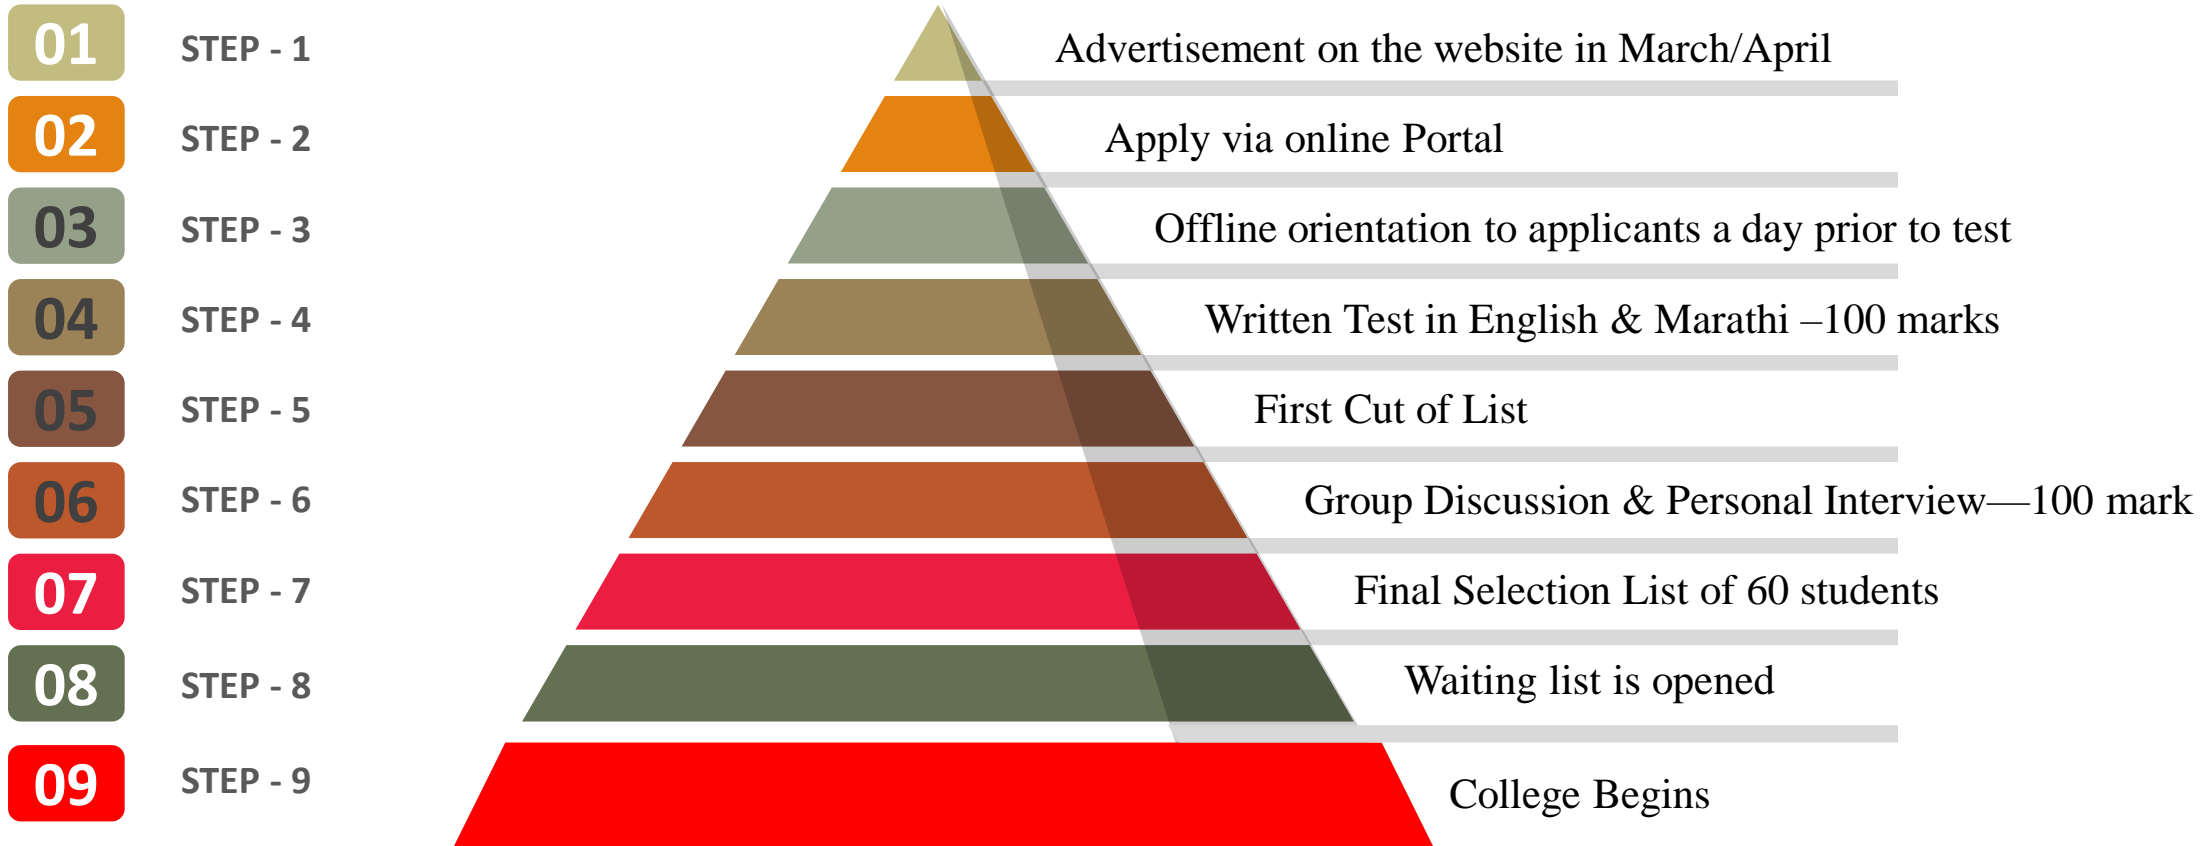 01 STEP - 1 Advertisement on the website in March/April
02 STEP - 2 Apply via online Portal
03 STEP - 3 Offline orientation to applicants a day prior to test
04 STEP - 4 Written Test in English & Marathi –100 marks
05 STEP - 5 First Cut of List
06 STEP - 6 Group Discussion & Personal Interview—100 mark
07 STEP - 7 Final Selection List of 60 students
08 STEP - 8 Waiting list is opened
09 STEP - 9 College Begins